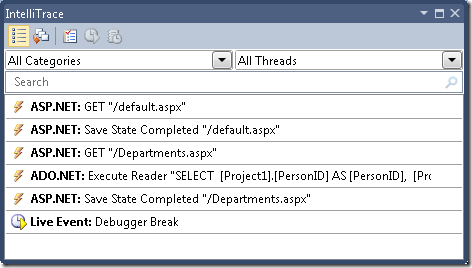 IntelliTrace
All Categories
All Threads
Search
ASP.NET: GET "/default.aspx"
ASP.NET: Save State Completed "/default.aspx"
ASP.NET: GET "/Departments.aspx"
ADO.NET: Execute Reader "SELECT [Project1].[PersonID] AS [PersonID], [Pro
ASP.NET: Save State Completed "/Departments.aspx"
Live Event: Debugger Break